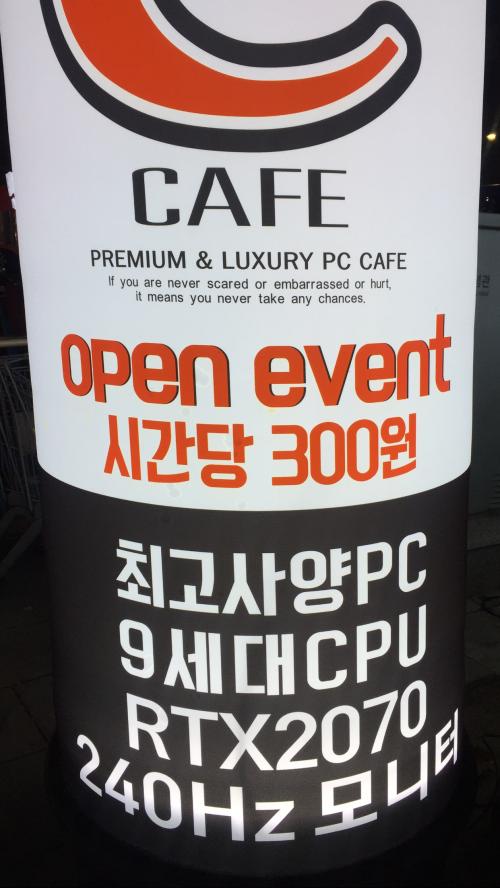 CAFE
PREMIUM & LUXURY PC CAFE
If you are never scared or embarrassed or hurt,
it means you never take any chances.
open event
시간당 300원
최고사양PC
9세대CPU
RTX2070
240Hz 모니터